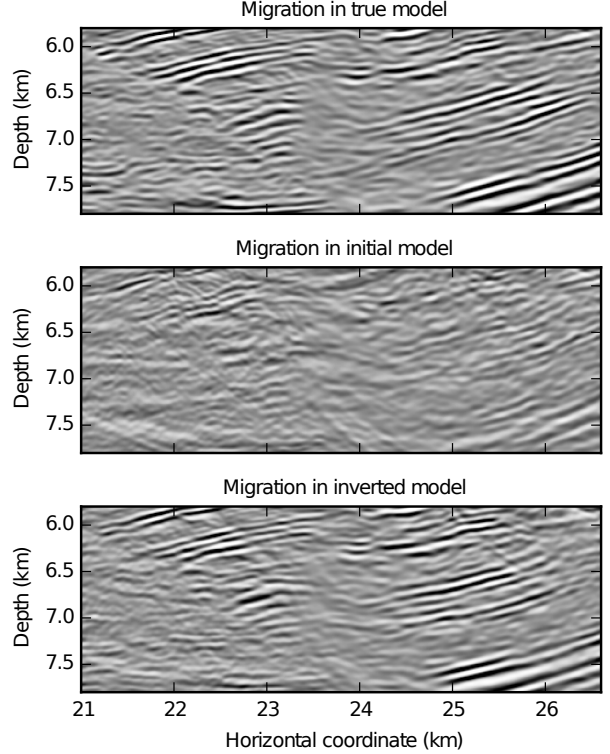 Migration in true model
6.0
6.5
7.0
7.5
Depth (km)
Migration in initial model
6.0
6.5
7.0
7.5
Depth (km)
Migration in inverted model
6.0
6.5
7.0
7.5
Depth (km)
21 22 23 24 25 26
Horizontal coordinate (km)